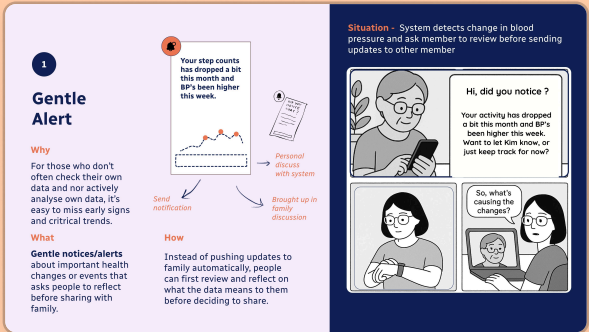 1
Gentle
Alert
Why
For those who don't
often check their own
data and nor actively
analyse own data, it's
easy to miss early signs
and critrical trends.
What
Gentle notices/alerts
about important health
changes or events that
asks people to reflect
before sharing with
family.
Your step counts
has dropped a bit
this month and
BP's been higher
this week.
Personal
discuss
with system
Send
notification
Brought up in
family
discussion
How
Instead of pushing updates to
family automatically, people
can first review and reflect on
what the data means to them
before deciding to share.
Situation - System detects change in blood
pressure and ask member to review before sending
updates to other member
Hi, did you notice ?
Your activity has dropped
a bit this month and BP's
been higher this week.
Want to let Kim know, or
just keep track for now?
So, what's
causing the
changes?